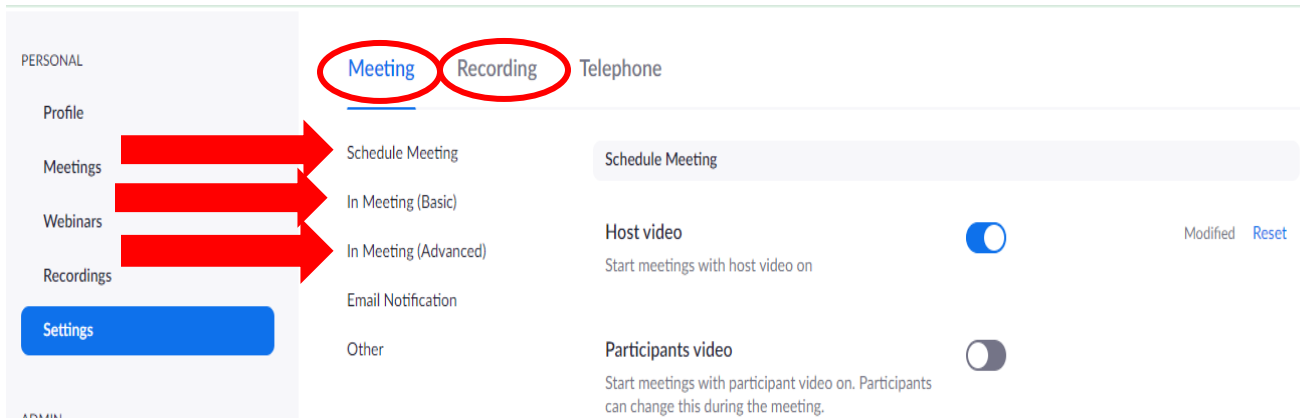 PERSONAL
Profile
Meetings
Webinars
Recordings
Settings
ADMIN
Meeting Recording Telephone
Schedule Meeting
In Meeting (Basic)
In Meeting (Advanced)
Email Notification
Other
Schedule Meeting
Host video
Start meetings with host video on
Modified Reset
Participants video
Start meetings with participant video on. Participants
can change this during the meeting.